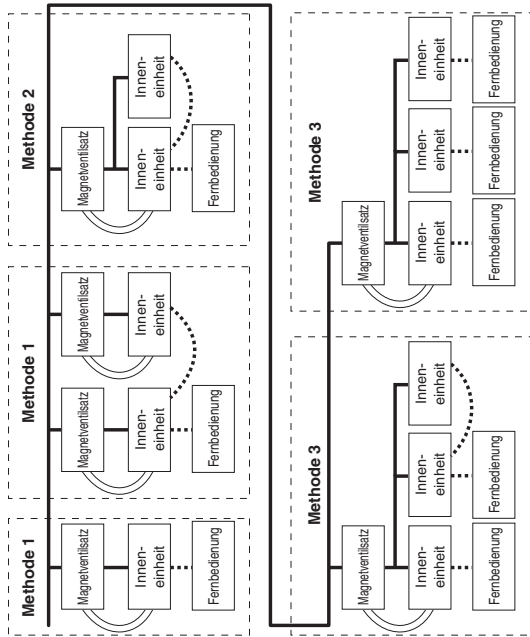 Methode 1
Magnetventilsatz
Innen-
einheit
Fernbedienung
Methode 1
Magnetventilsatz
Innen-
einheit
Fernbedienung
Magnetventilsatz
Innen-
einheit
Methode 2
Magnetventilsatz
Innen-
einheit
Fernbedienung
Innen-
einheit
Methode 3
Magnetventilsatz
Innen-
einheit
Fernbedienung
Innen-
einheit
Fernbedienung
Innen-
einheit
Methode 3
Magnetventilsatz
Innen-
einheit
Fernbedienung
Innen-
einheit
Fernbedienung
Innen-
einheit
Fernbedienung